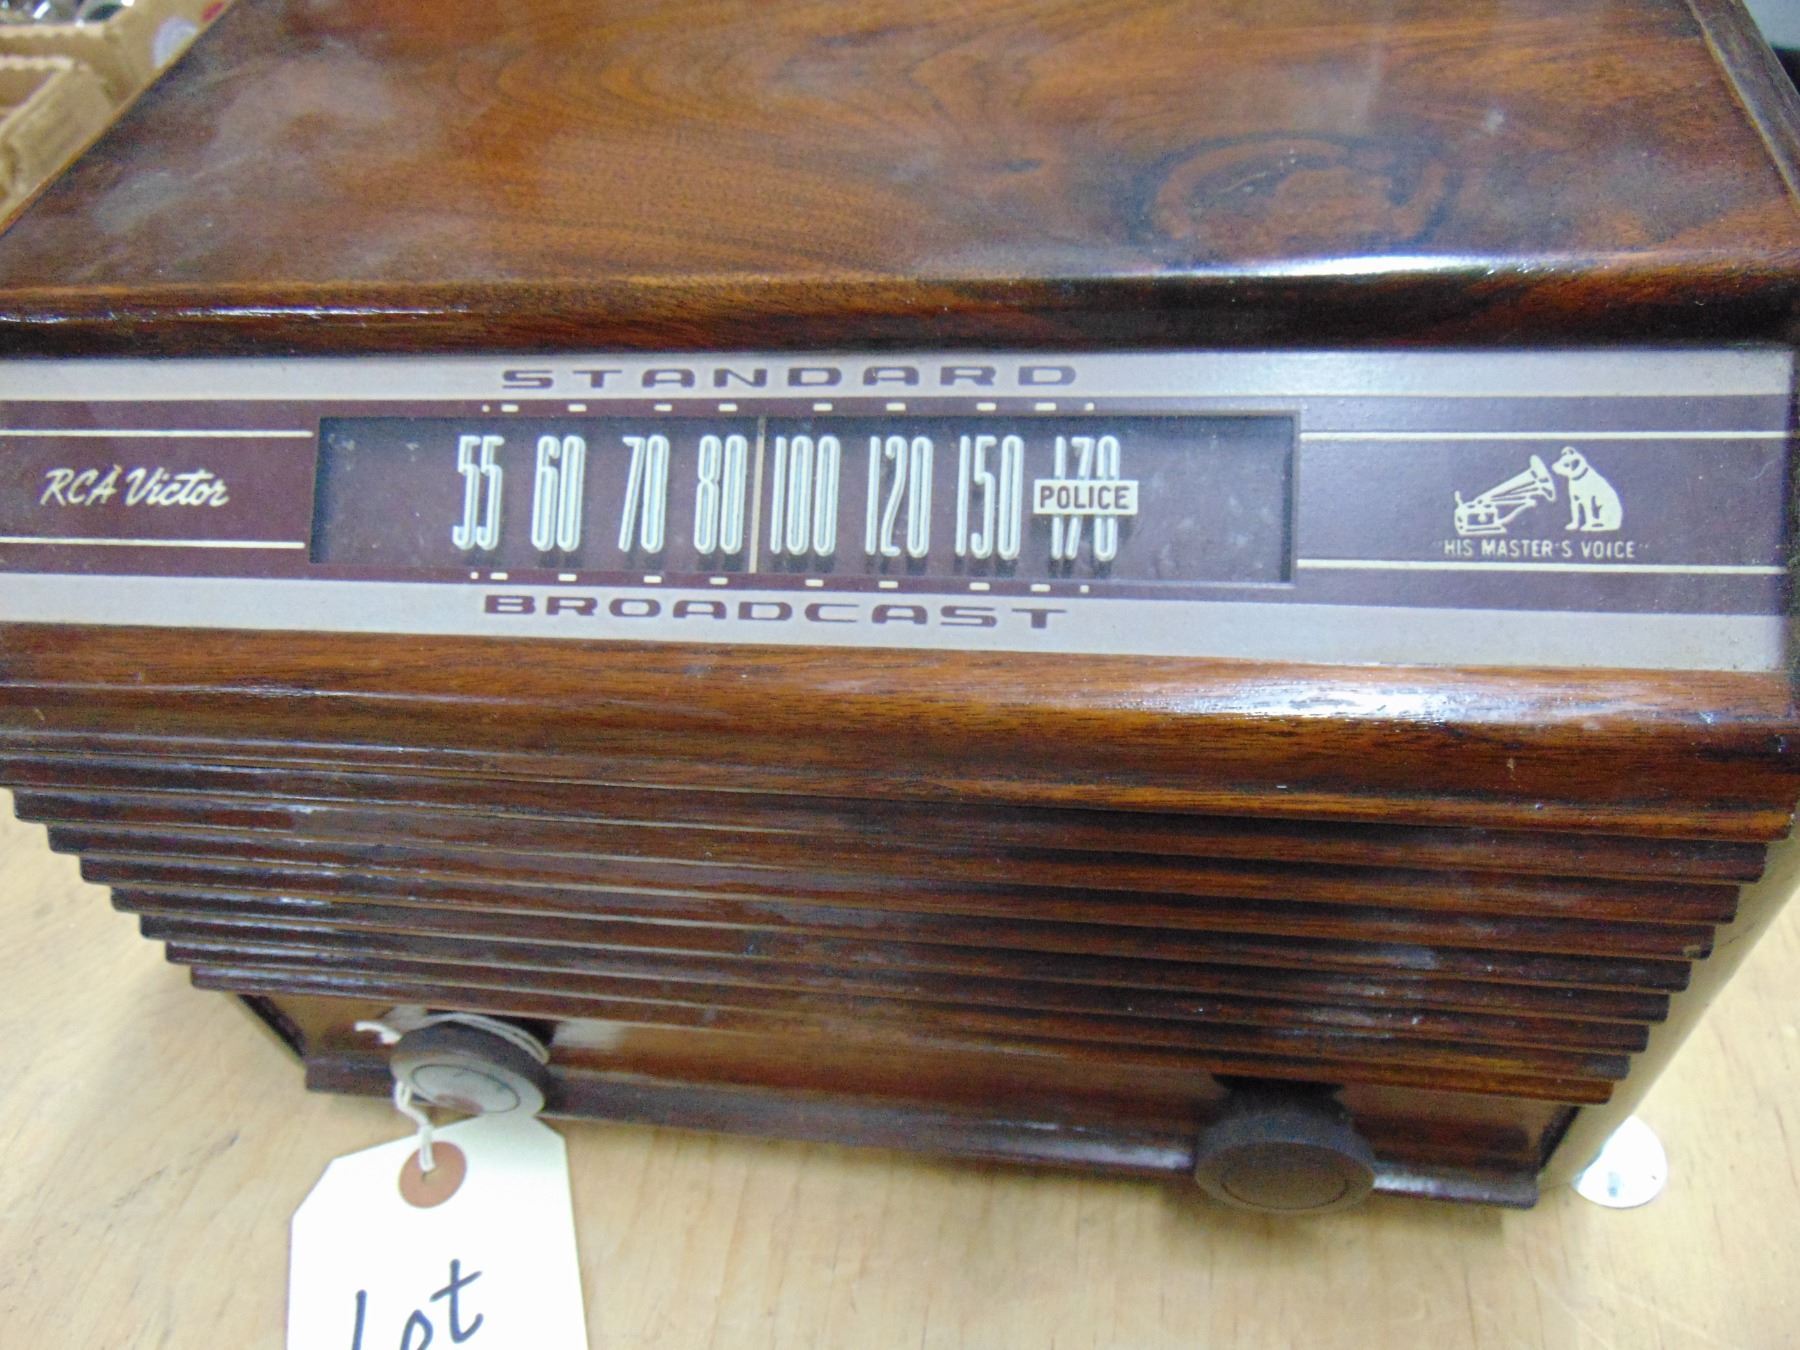 STANDARD
RCA Victor
55 60 70 80 100 120 150 170
POLICE
"HIS MASTER'S VOICE"
BROADCAST
Lot